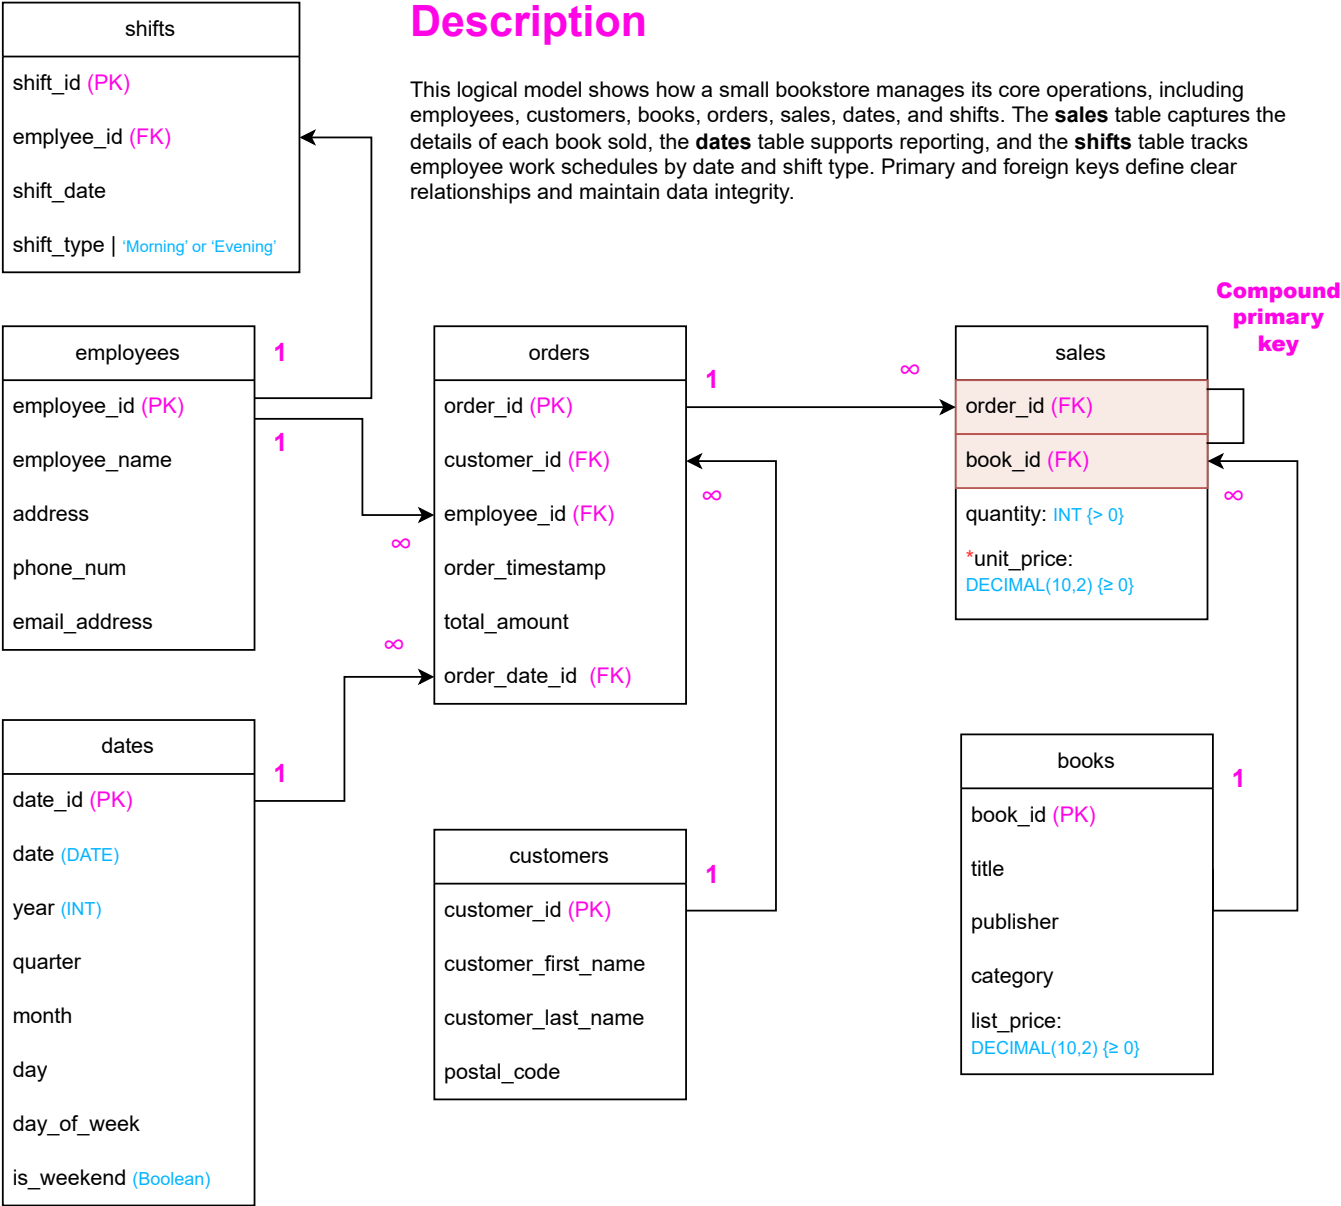 Description
This logical model shows how a small bookstore manages its core operations, including
employees, customers, books, orders, sales, dates, and shifts. The sales table captures the
details of each book sold, the dates table supports reporting, and the shifts table tracks
employee work schedules by date and shift type. Primary and foreign keys define clear
relationships and maintain data integrity.
shifts
shift_id (PK)
emplyee_id (FK)
shift_date
shift_type | ‘Morning’ or ‘Evening’
employees
employee_id (PK)
employee_name
address
phone_num
email_address
1
1
∞
orders
order_id (PK)
customer_id (FK)
employee_id (FK)
order_timestamp
total_amount
order_date_id (FK)
1
∞
∞
∞
Compound
primary
key
sales
order_id (FK)
book_id (FK)
quantity: INT {> 0}
*unit_price:
DECIMAL(10,2) {≥ 0}
∞
dates
date_id (PK)
date (DATE)
year (INT)
quarter
month
day
day_of_week
is_weekend (Boolean)
1
customers
customer_id (PK)
customer_first_name
customer_last_name
postal_code
1
books
book_id (PK)
title
publisher
category
list_price:
DECIMAL(10,2) {≥ 0}
1